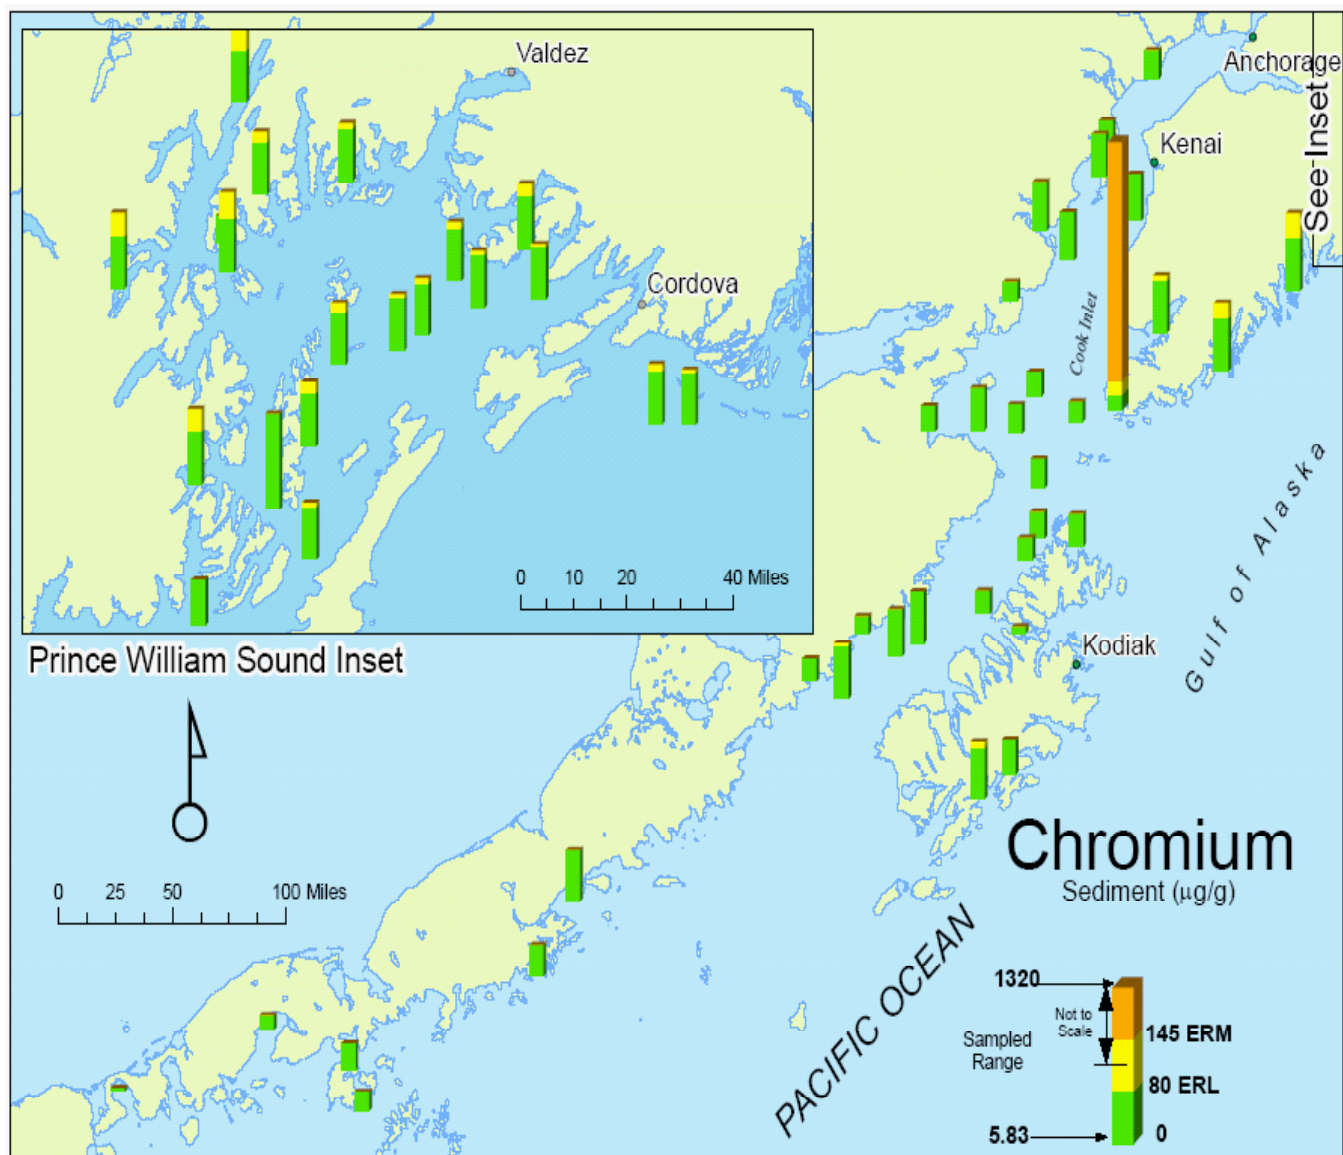 Valdez
Anchorage
See Inset
Kenai
Cordova
Cook Inlet
0 10 20 40 Miles
Gulf of Alaska
Prince William Sound Inset
Kodiak
Chromium
Sediment (µg/g)
0 25 50 100 Miles
PACIFIC OCEAN
1320
Not to
Scale
145 ERM
Sampled
Range
80 ERL
5.83
0